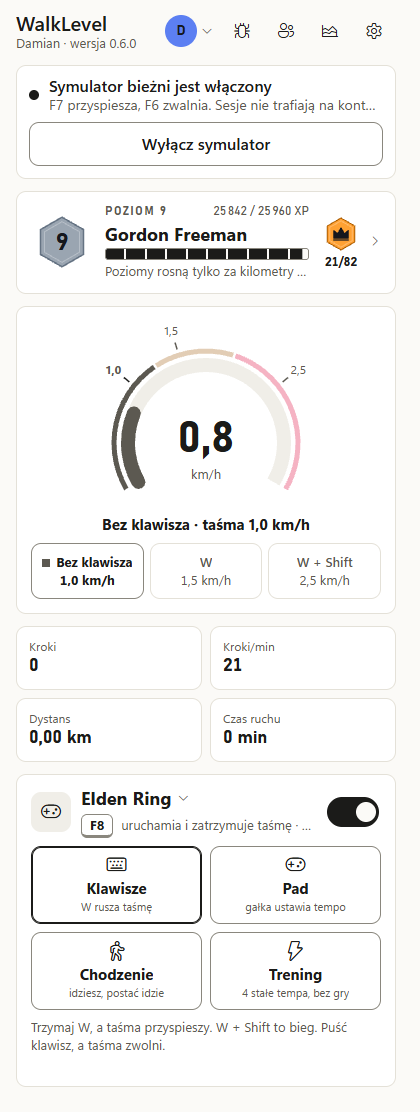 WalkLevel
Damian · wersja 0.6.0
D
Symulator bieżni jest włączony
F7 przyspiesza, F6 zwalnia. Sesje nie trafiają na kont...
Wyłącz symulator
9
POZIOM 9
25 842 / 25 960 XP
Gordon Freeman
Poziomy rosną tylko za kilometry ...
21/82
1,5
1,0
2,5
0,8
km/h
Bez klawisza · taśma 1,0 km/h
Bez klawisza
1,0 km/h
W
1,5 km/h
W + Shift
2,5 km/h
Kroki
0
Kroki/min
21
Dystans
0,00 km
Czas ruchu
0 min
Elden Ring
F8 uruchamia i zatrzymuje taśmę · ...
Klawisze
W rusza taśmę
Pad
gałka ustawia tempo
Chodzenie
idziesz, postać idzie
Trening
4 stałe tempa, bez gry
Trzymaj W, a taśma przyspieszy. W + Shift to bieg. Puść
klawisz, a taśma zwolni.